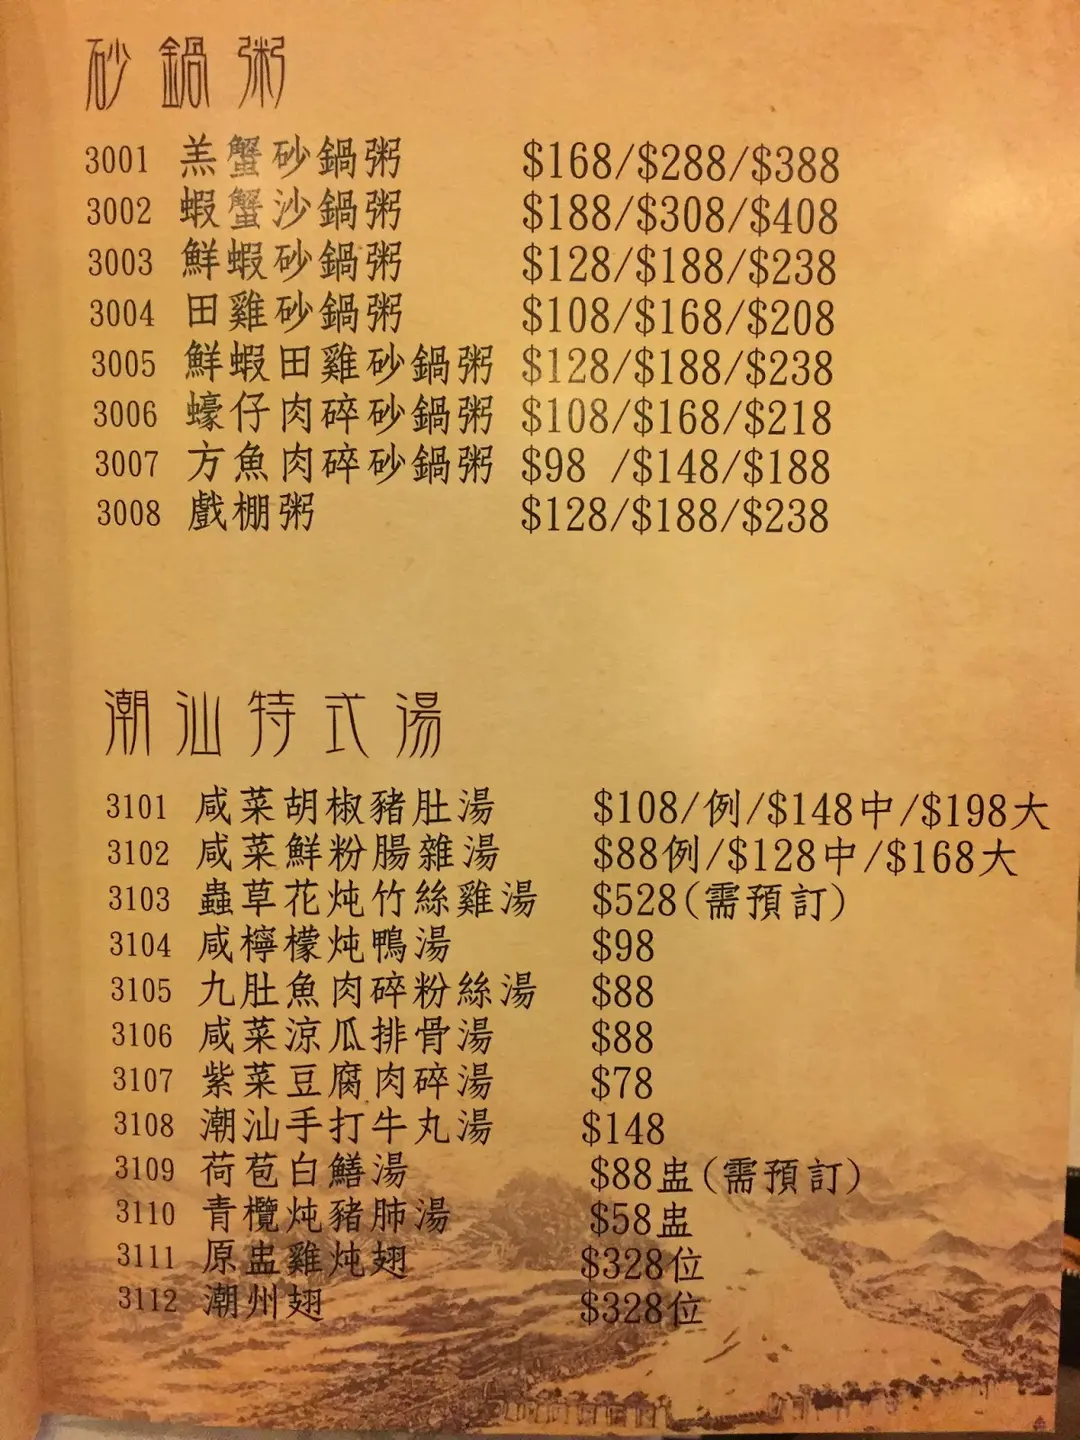 砂鍋粥
3001 羔蟹砂鍋粥 $168/$288/$388
3002 蝦蟹沙鍋粥 $188/$308/$408
3003 鮮蝦砂鍋粥 $128/$188/$238
3004 田雞砂鍋粥 $108/$168/$208
3005 鮮蝦田雞砂鍋粥 $128/$188/$238
3006 蠔仔肉碎砂鍋粥 $108/$168/$218
3007 方魚肉碎砂鍋粥 $98 /$148/$188
3008 戲棚粥 $128/$188/$238
潮汕特式湯
3101 咸菜胡椒豬肚湯 $108/例/$148中/$198大
3102 咸菜鮮粉腸雜湯 $88例/$128中/$168大
3103 蟲草花炖竹絲雞湯 $528(需預訂)
3104 咸檸檬炖鴨湯 $98
3105 九肚魚肉碎粉絲湯 $88
3106 咸菜涼瓜排骨湯 $88
3107 紫菜豆腐肉碎湯 $78
3108 潮汕手打牛丸湯 $148
3109 荷苞白鱔湯 $88盅(需預訂)
3110 青欖炖豬肺湯 $58盅
3111 原盅雞炖翅 $328位
3112 潮州翅 $328位